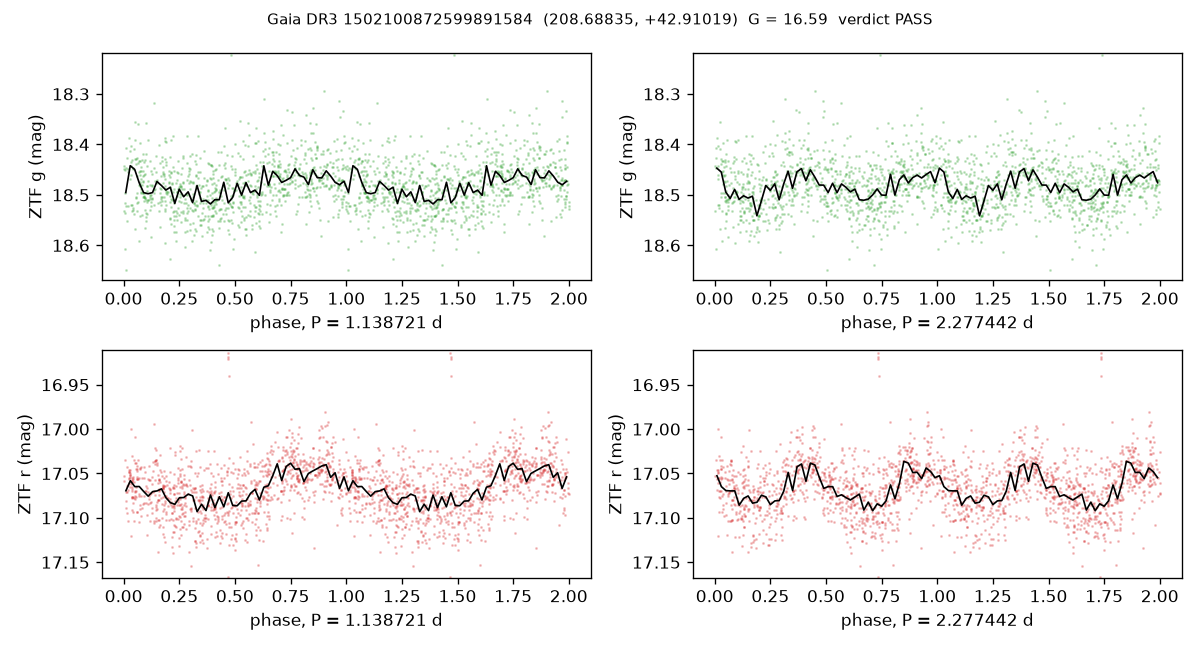 Gaia DR3 1502100872599891584 (208.68835, +42.91019) G = 16.59 verdict PASS
ZTF g (mag)
18.3
18.4
18.5
18.6
0.00 0.25 0.50 0.75 1.00 1.25 1.50 1.75 2.00
phase, P = 1.138721 d
ZTF g (mag)
18.3
18.4
18.5
18.6
0.00 0.25 0.50 0.75 1.00 1.25 1.50 1.75 2.00
phase, P = 2.277442 d
ZTF r (mag)
16.95
17.00
17.05
17.10
17.15
0.00 0.25 0.50 0.75 1.00 1.25 1.50 1.75 2.00
phase, P = 1.138721 d
ZTF r (mag)
16.95
17.00
17.05
17.10
17.15
0.00 0.25 0.50 0.75 1.00 1.25 1.50 1.75 2.00
phase, P = 2.277442 d